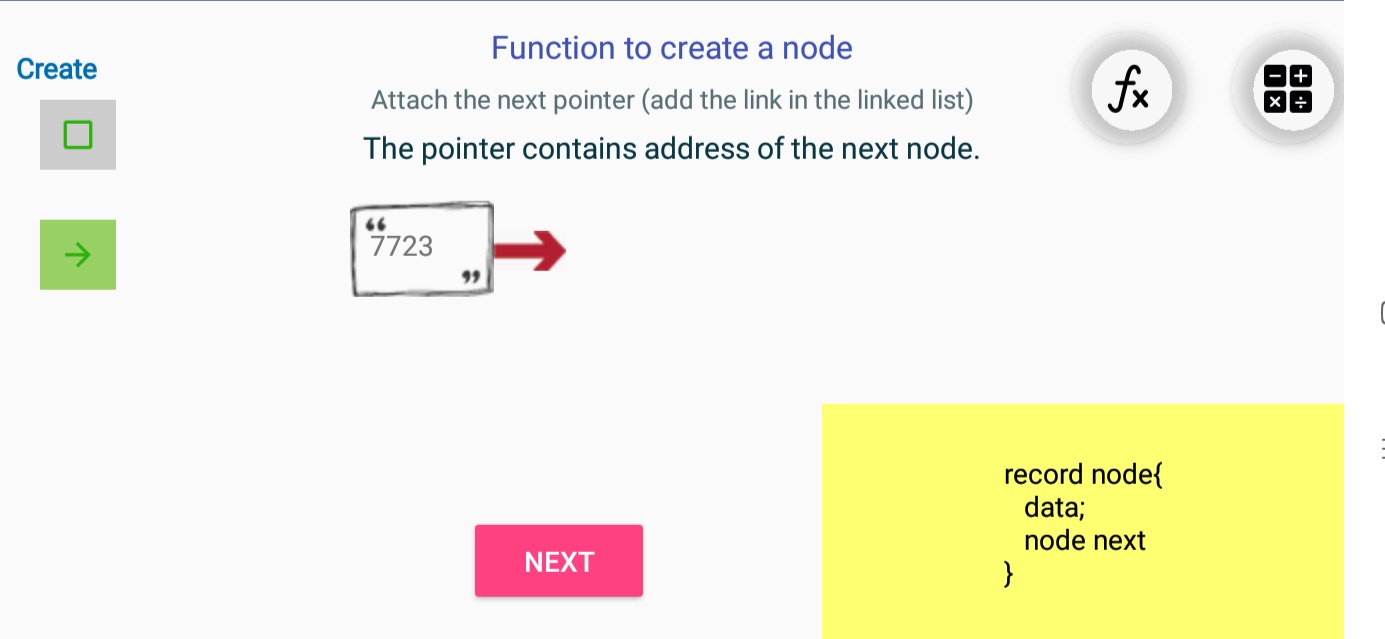 Function to create a node
Create
Attach the next pointer (add the link in the linked list)
The pointer contains address of the next node.
“
7723
”
fx
record node{
data;
node next
}
NEXT